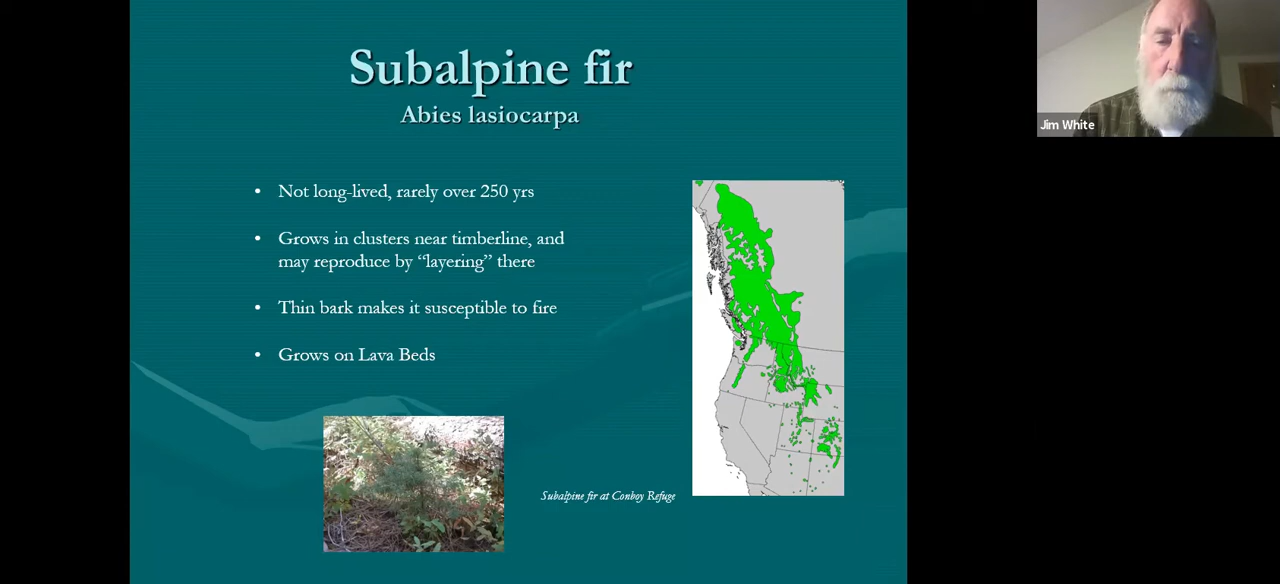 Subalpine fir
Abies lasiocarpa
• Not long-lived, rarely over 250 yrs
• Grows in clusters near timberline, and
may reproduce by “layering” there
• Thin bark makes it susceptible to fire
• Grows on Lava Beds
Subalpine fir at Conboy Refuge
Jim White